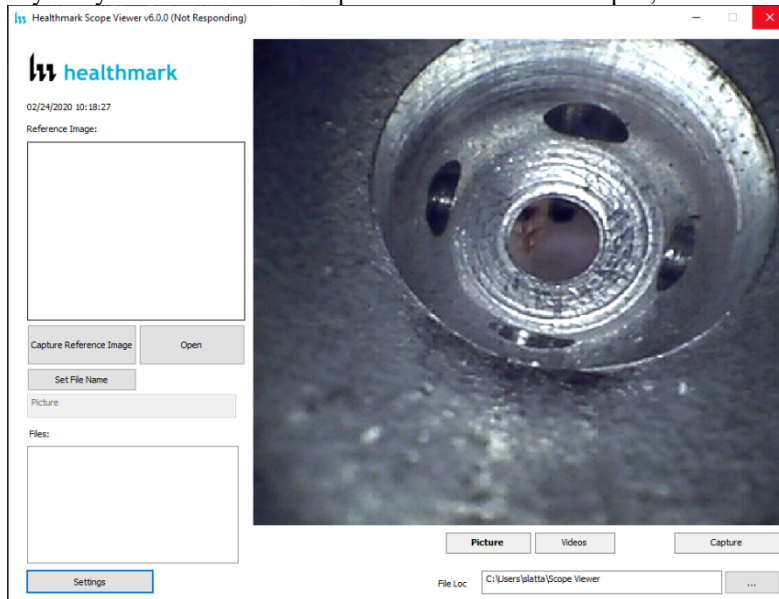 Healthmark Scope Viewer v6.0.0 (Not Responding)
healthmark
02/24/2020 10:18:27
Reference Image:
Capture Reference Image
Open
Set File Name
Picture
Files:
Settings
Picture
Videos
Capture
File Loc
C:\Users\slatta\Scope Viewer
...